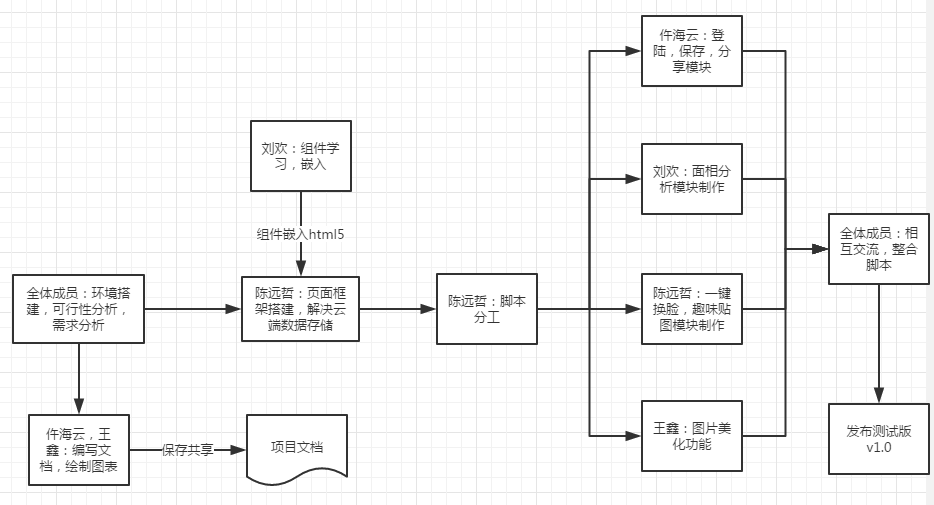 全体成员：环境搭
建，可行性分析，
需求分析
仵海云，王
鑫：编写文
档，绘制图表
保存共享
项目文档
刘欢：组件学
习，嵌入
组件嵌入html5
陈远哲：页面框
架搭建，解决云
端数据存储
陈远哲：脚本
分工
仵海云：登
陆，保存，分
享模块
刘欢：面相分
析模块制作
陈远哲：一键
换脸，趣味贴
图模块制作
王鑫：图片美
化功能
全体成员：相
互交流，整合
脚本
发布测试版
v1.0